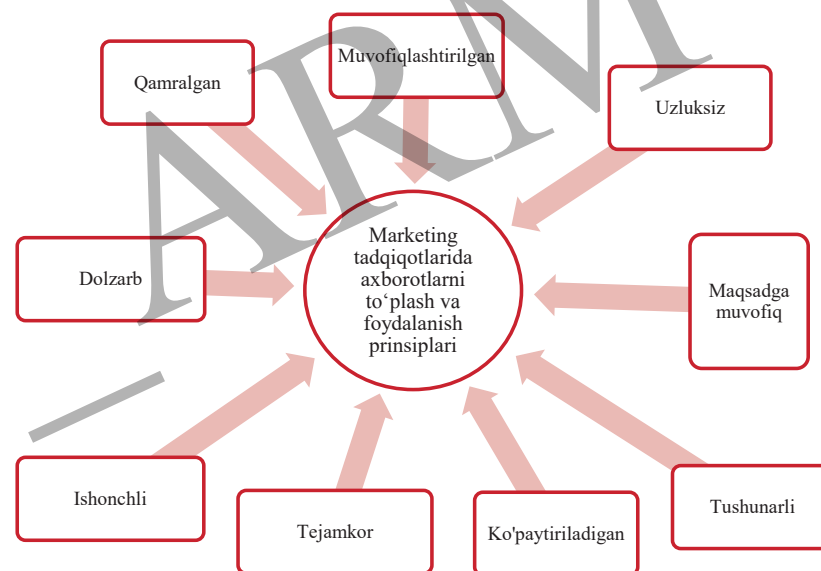 Muvofiqlashtirilgan
Qamralgan
Uzluksiz
Marketing
tadqiqotlarida
axborotlarni
to‘plash va
foydalanish
prinsiplari
Dolzarb
Maqsadga
muvofiq
Ishonchli
Tejamkor
Ko'paytiriladigan
Tushunarli
ARM